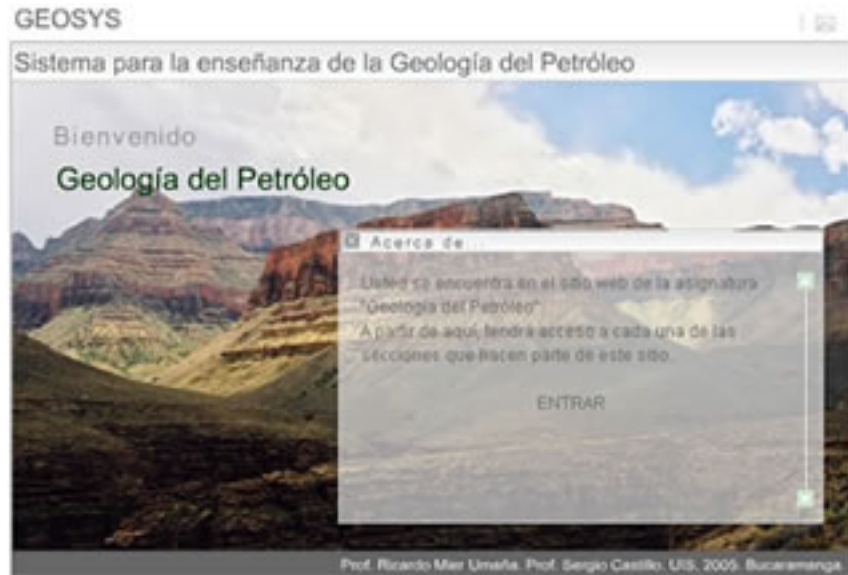 GEOSYS
Sistema para la enseñanza de la Geología del Petróleo
Bienvenido
Geología del Petróleo
Acerca de...
Usted se encuentra en el sitio web de la asignatura
"Geología del Petróleo"
A partir de aquí, tendrá acceso a cada una de las
secciones que hacen parte de este sitio.
ENTRAR
Prof. Ricardo Mier Umaña. Prof. Sergio Castillo. UIS, 2005. Bucaramanga.